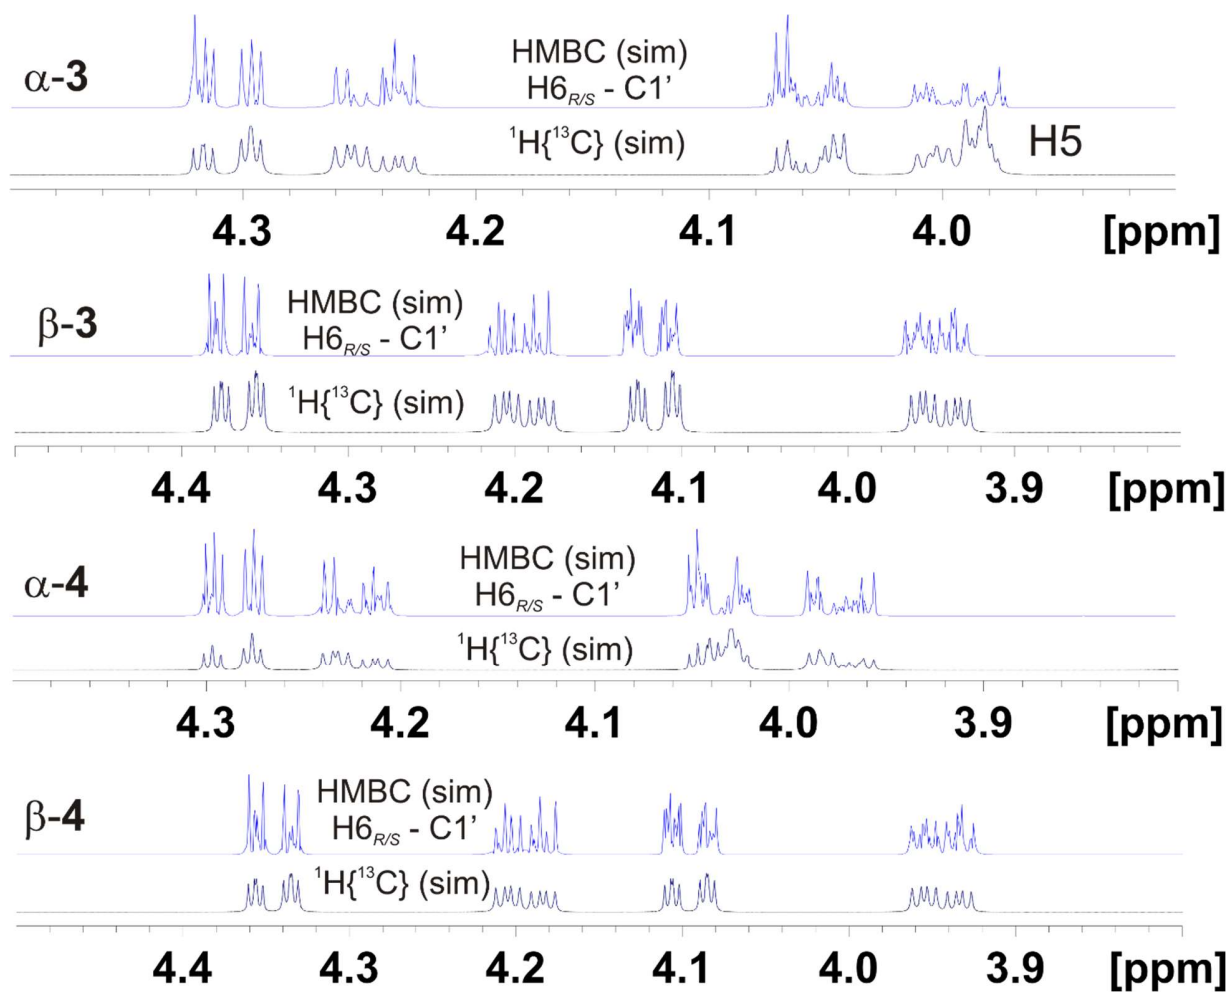 α-3
HMBC (sim)
H6R/S - C1'
¹H{¹³C} (sim)
H5
4.3 4.2 4.1 4.0 [ppm]
β-3
HMBC (sim)
H6R/S - C1'
¹H{¹³C} (sim)
4.4 4.3 4.2 4.1 4.0 3.9 [ppm]
α-4
HMBC (sim)
H6R/S - C1'
¹H{¹³C} (sim)
4.3 4.2 4.1 4.0 3.9 [ppm]
β-4
HMBC (sim)
H6R/S - C1'
¹H{¹³C} (sim)
4.4 4.3 4.2 4.1 4.0 3.9 [ppm]